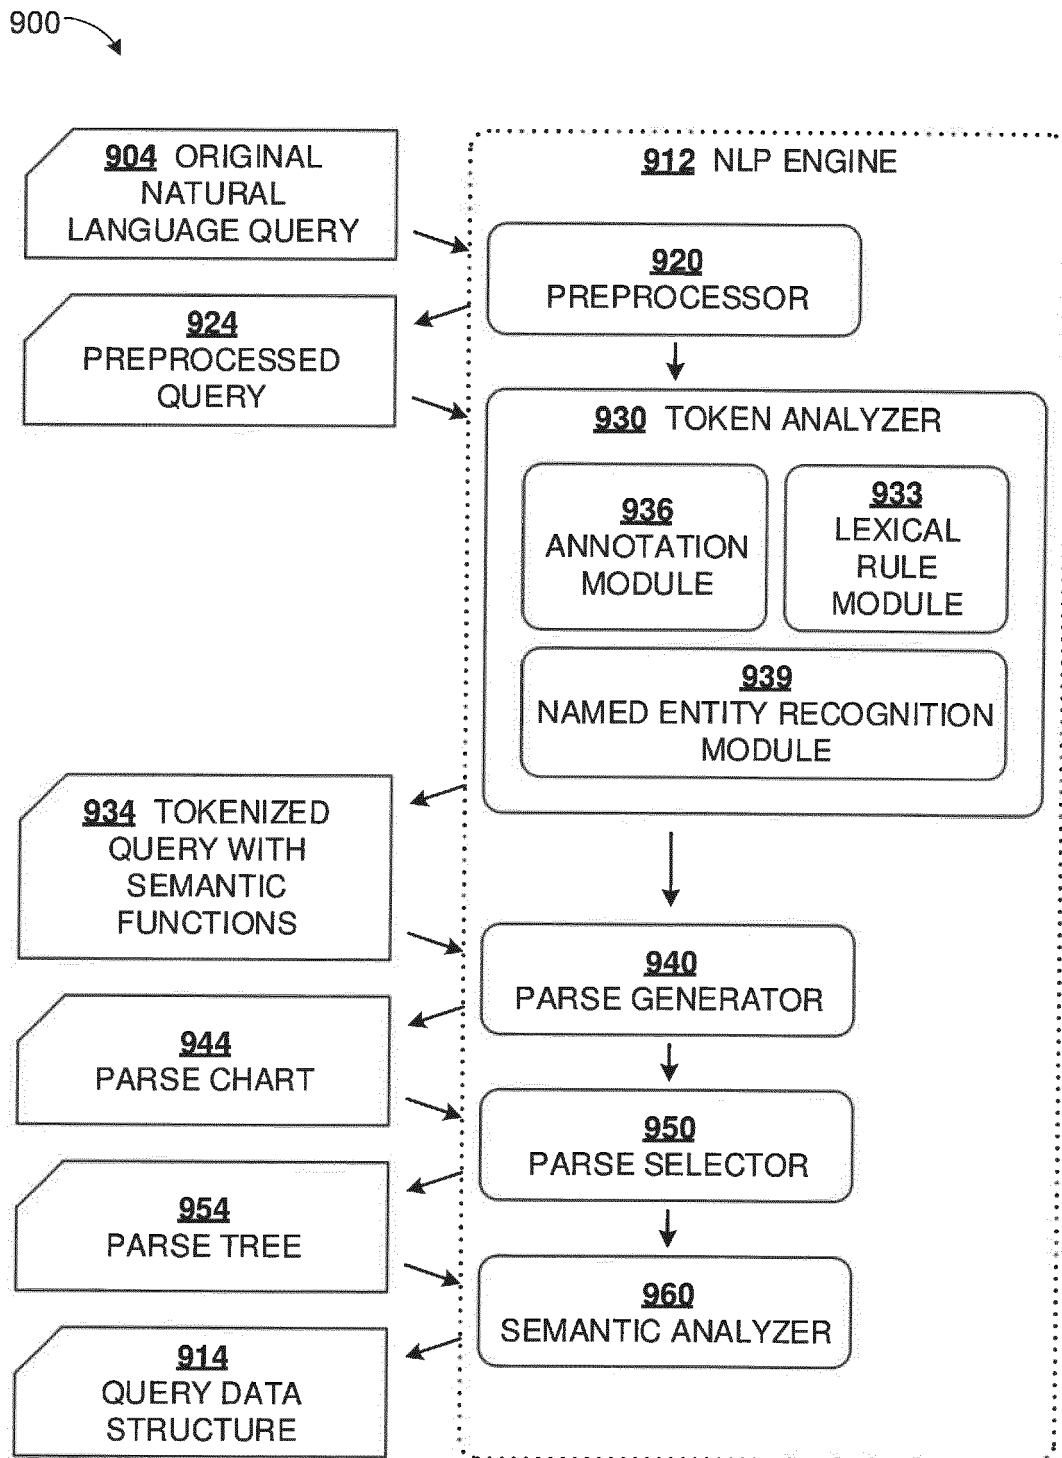 900
904 ORIGINAL
NATURAL
LANGUAGE QUERY
912 NLP ENGINE
920
PREPROCESSOR
924
PREPROCESSED
QUERY
930 TOKEN ANALYZER
936
ANNOTATION
MODULE
933
LEXICAL
RULE
MODULE
939
NAMED ENTITY RECOGNITION
MODULE
934 TOKENIZED
QUERY WITH
SEMANTIC
FUNCTIONS
940
PARSE GENERATOR
944
PARSE CHART
950
PARSE SELECTOR
954
PARSE TREE
960
SEMANTIC ANALYZER
914
QUERY DATA
STRUCTURE